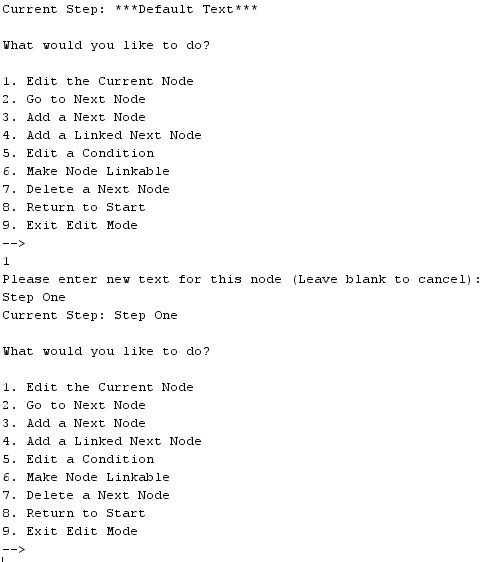 Current Step: ***Default Text***
What would you like to do?
1. Edit the Current Node
2. Go to Next Node
3. Add a Next Node
4. Add a Linked Next Node
5. Edit a Condition
6. Make Node Linkable
7. Delete a Next Node
8. Return to Start
9. Exit Edit Mode
-->
1
Please enter new text for this node (Leave blank to cancel):
Step One
Current Step: Step One
What would you like to do?
1. Edit the Current Node
2. Go to Next Node
3. Add a Next Node
4. Add a Linked Next Node
5. Edit a Condition
6. Make Node Linkable
7. Delete a Next Node
8. Return to Start
9. Exit Edit Mode
-->